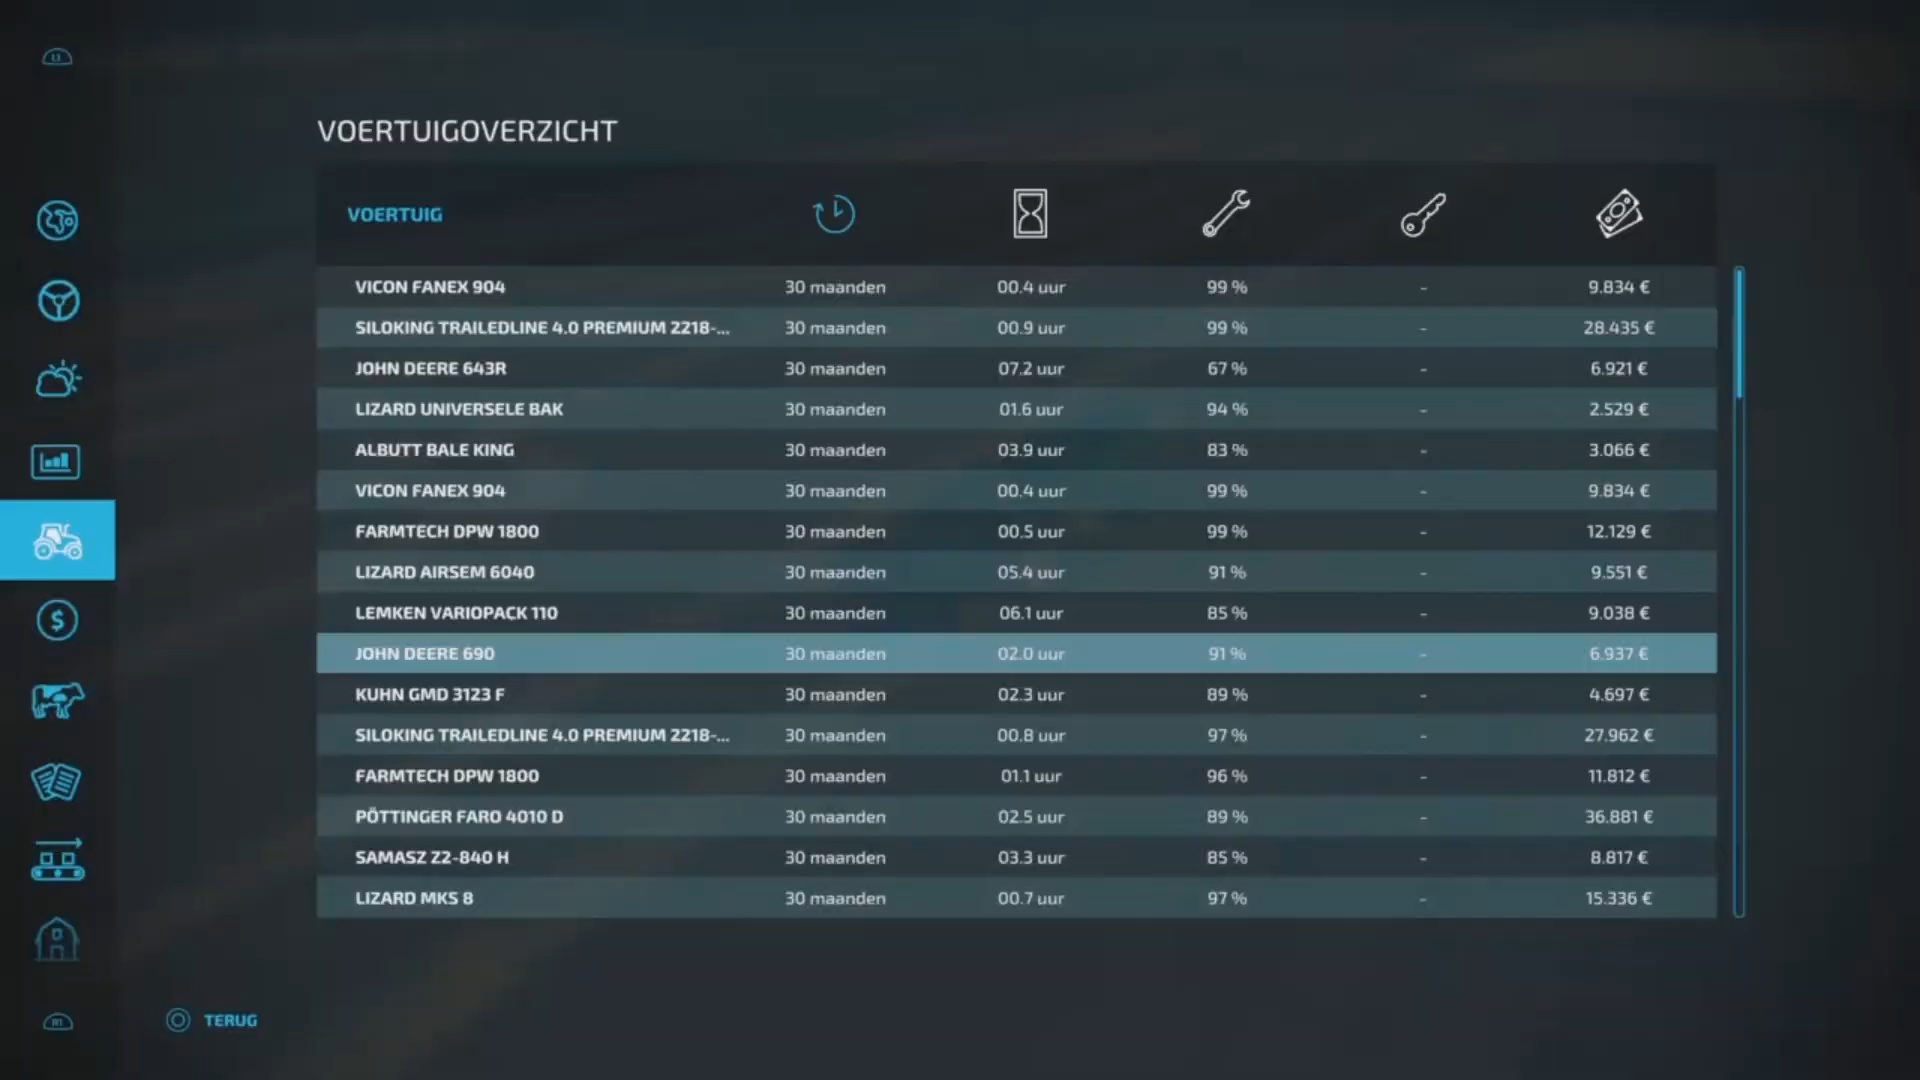 L1
VOERTUIGOVERZICHT
VOERTUIG
VICON FANEX 904 30 maanden 00.4 uur 99 % - 9.834 €
SILOKING TRAILEDLINE 4.0 PREMIUM 2218-... 30 maanden 00.9 uur 99 % - 28.435 €
JOHN DEERE 643R 30 maanden 07.2 uur 67 % - 6.921 €
LIZARD UNIVERSELE BAK 30 maanden 01.6 uur 94 % - 2.529 €
ALBUTT BALE KING 30 maanden 03.9 uur 83 % - 3.066 €
VICON FANEX 904 30 maanden 00.4 uur 99 % - 9.834 €
FARMTECH DPW 1800 30 maanden 00.5 uur 99 % - 12.129 €
LIZARD AIRSEM 6040 30 maanden 05.4 uur 91 % - 9.551 €
LEMKEN VARIOPACK 110 30 maanden 06.1 uur 85 % - 9.038 €
JOHN DEERE 690 30 maanden 02.0 uur 91 % - 6.937 €
KUHN GMD 3123 F 30 maanden 02.3 uur 89 % - 4.697 €
SILOKING TRAILEDLINE 4.0 PREMIUM 2218-... 30 maanden 00.8 uur 97 % - 27.962 €
FARMTECH DPW 1800 30 maanden 01.1 uur 96 % - 11.812 €
PÖTTINGER FARO 4010 D 30 maanden 02.5 uur 89 % - 36.881 €
SAMASZ Z2-840 H 30 maanden 03.3 uur 85 % - 8.817 €
LIZARD MKS 8 30 maanden 00.7 uur 97 % - 15.336 €
R1
TERUG